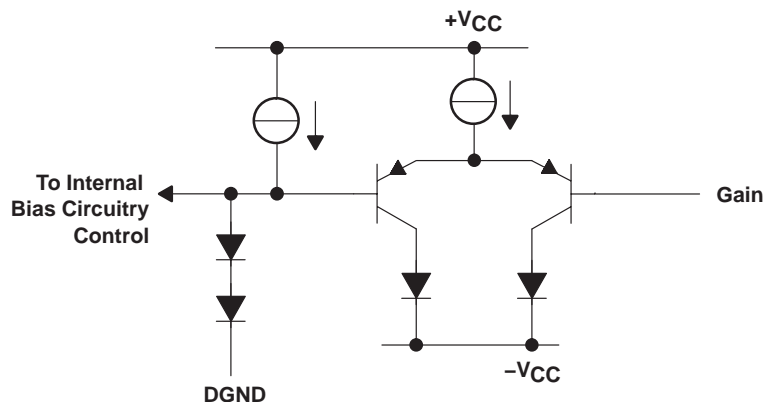 +VCC
To Internal
Bias Circuitry
Control
Gain
−VCC
DGND